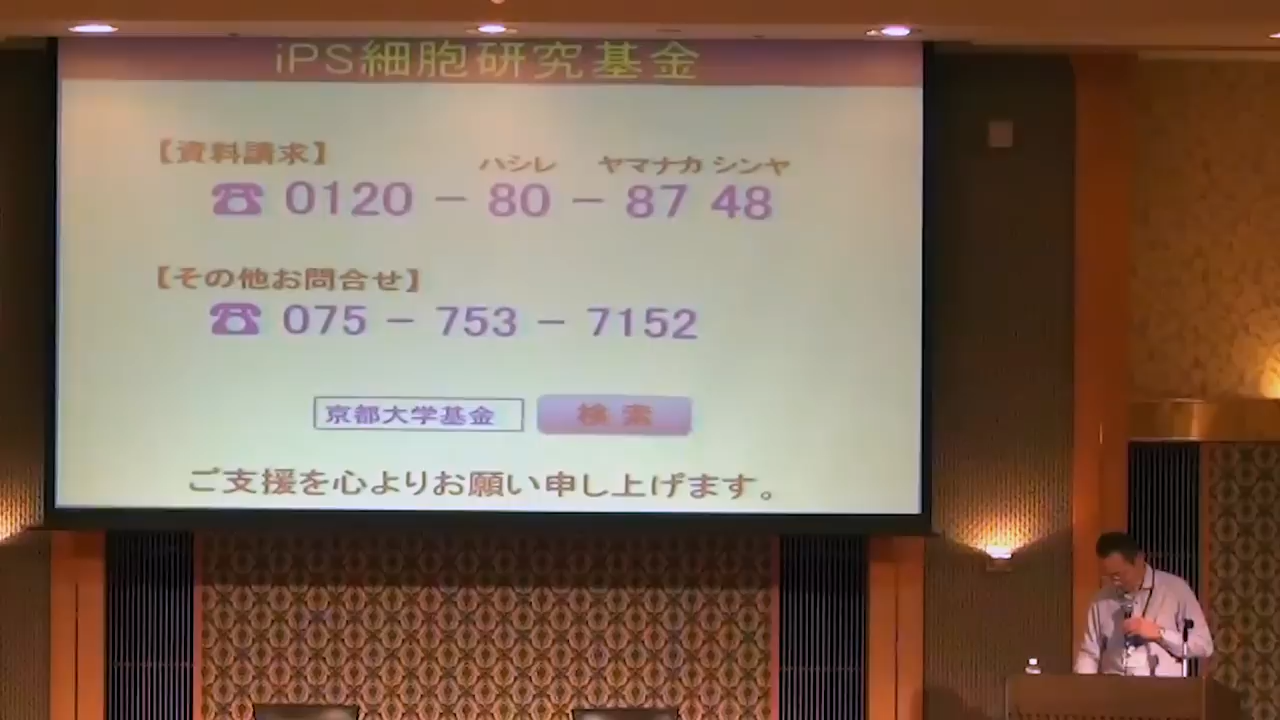 iPS細胞研究基金
【資料請求】
ハシレ ヤマナカ シンヤ
☎ 0120 － 80 － 87 48
【その他お問合せ】
☎ 075 － 753 － 7152
京都大学基金 検 索
ご支援を心よりお願い申し上げます。